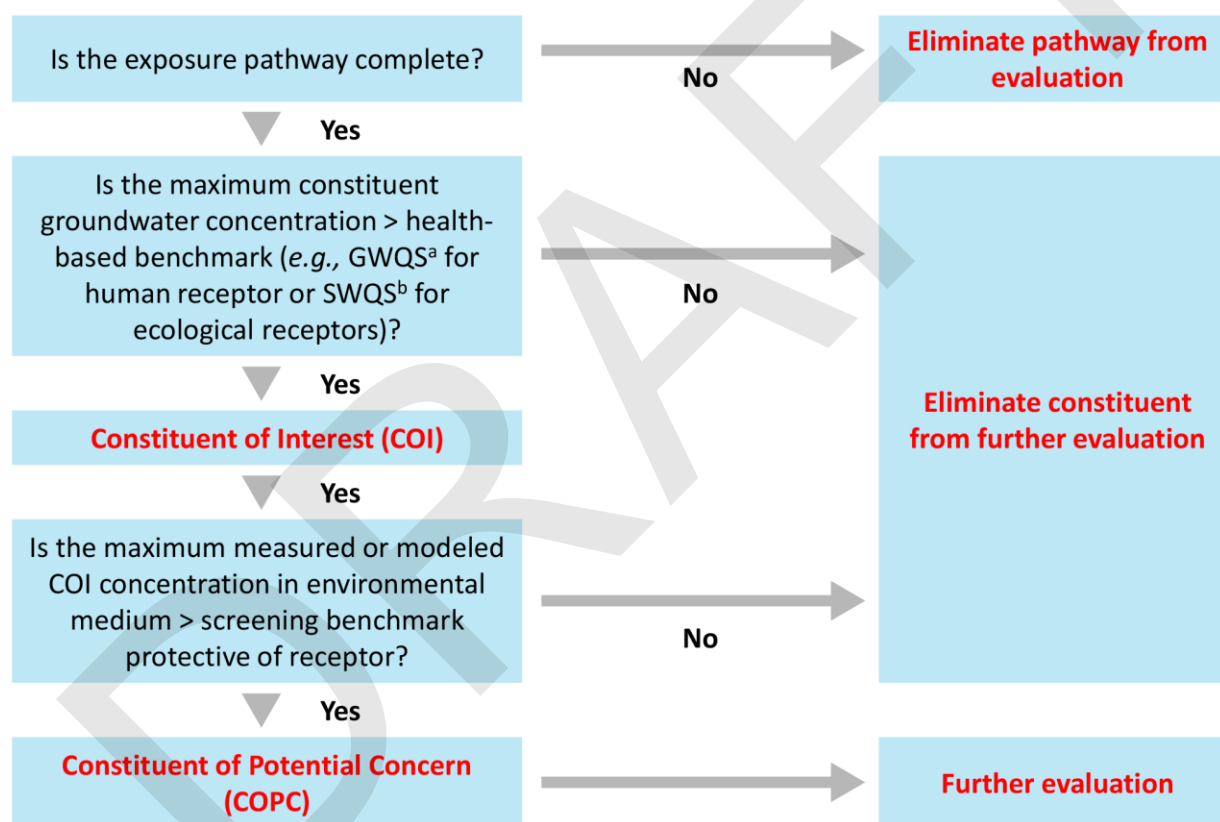 Is the exposure pathway complete?
No
Eliminate pathway from
evaluation
Yes
Is the maximum constituent
groundwater concentration > health-
based benchmark (e.g., GWQSᵃ for
human receptor or SWQSᵇ for
ecological receptors)?
No
Eliminate constituent
from further evaluation
Yes
Constituent of Interest (COI)
Yes
Is the maximum measured or modeled
COI concentration in environmental
medium > screening benchmark
protective of receptor?
No
Yes
Constituent of Potential Concern
(COPC)
Further evaluation
DRAFT